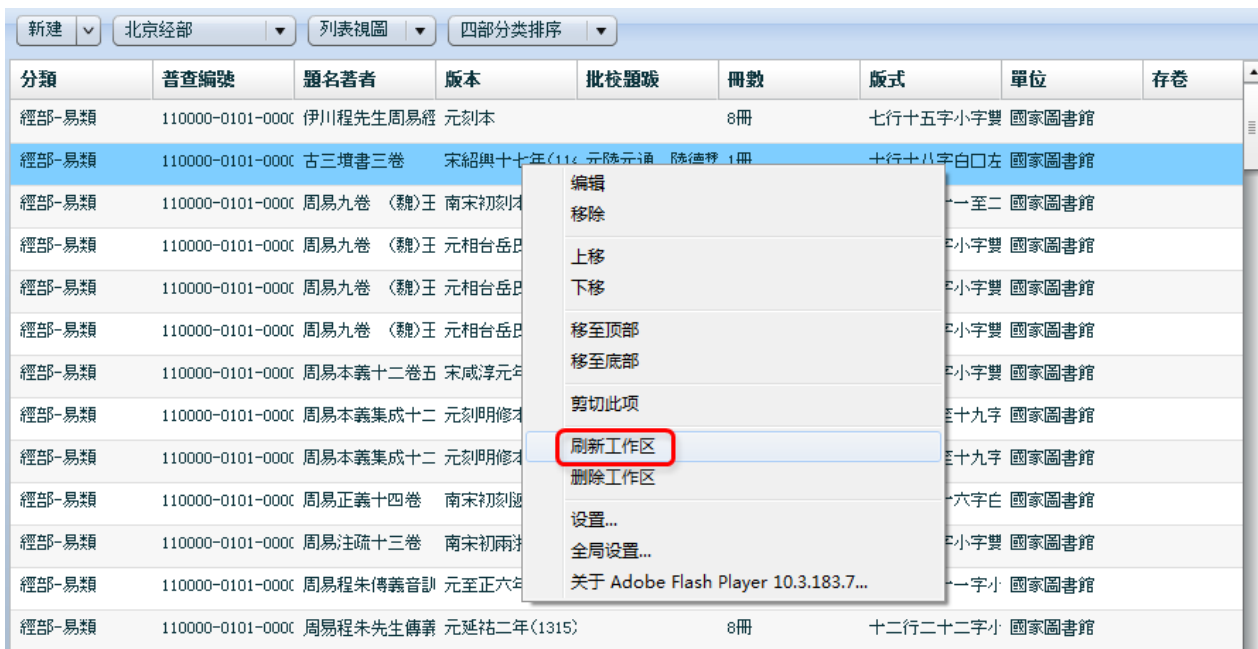 新建 北京经部 列表視圖 四部分类排序
分類 普查編號 題名著者 版本 批校題跋 冊數 版式 單位 存卷
經部-易類 110000-0101-000 伊川程先生周易經 元刻本 8冊 七行十五字小字雙 國家圖書館
經部-易類 110000-0101-000 古三墳書三卷 宋紹興十七年(114 元陸元通 陸德 1冊 十行十八字白口左 國家圖書館
經部-易類 110000-0101-000 周易九卷 (魏)王 南宋初刻本 一至二 國家圖書館
經部-易類 110000-0101-000 周易九卷 (魏)王 元相台岳氏 字小字雙 國家圖書館
經部-易類 110000-0101-000 周易九卷 (魏)王 元相台岳氏 字小字雙 國家圖書館
經部-易類 110000-0101-000 周易九卷 (魏)王 元相台岳氏 字小字雙 國家圖書館
經部-易類 110000-0101-000 周易本義十二卷五 宋咸淳元年 字小字雙 國家圖書館
經部-易類 110000-0101-000 周易本義集成十二 元刻明修本 至十九字 國家圖書館
經部-易類 110000-0101-000 周易本義集成十二 元刻明修本 至十九字 國家圖書館
經部-易類 110000-0101-000 周易正義十四卷 南宋初刻遞 六字白 國家圖書館
經部-易類 110000-0101-000 周易注疏十三卷 南宋初兩浙 字小字雙 國家圖書館
經部-易類 110000-0101-000 周易程朱傳義音訓 元至正六年 一字小 國家圖書館
經部-易類 110000-0101-000 周易程朱先生傳義 元延祐二年(1315) 8冊 十二行二十二字小 國家圖書館
编辑
移除
上移
下移
移至顶部
移至底部
剪切此项
刷新工作区
删除工作区
设置...
全局设置...
关于 Adobe Flash Player 10.3.183.7...